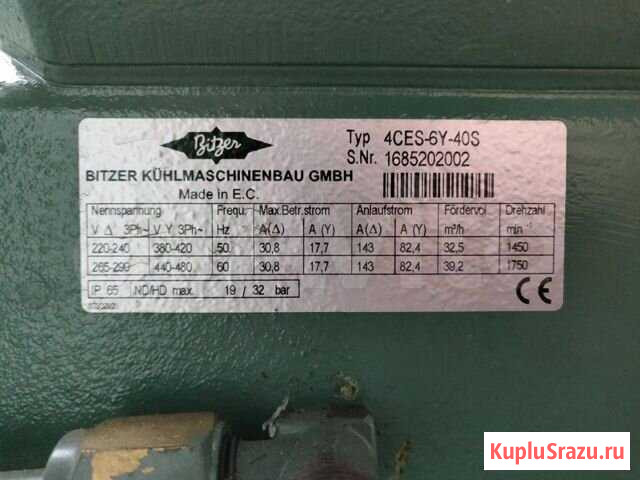 Bitzer
Typ 4CES-6Y-40S
S.Nr. 1685202002
BITZER KÜHLMASCHINENBAU GMBH
Made in E.C.
Nennspannung Frequ. Max.Betr.strom Anlaufstrom Fördervol Drehzahl
V Δ 3Ph~ V Y 3Ph~ Hz A(Δ) A (Y) A(Δ) A (Y) m³/h min⁻¹
220-240 380-420 50 30,8 17,7 143 82,4 32,5 1450
265-290 440-480 60 30,8 17,7 143 82,4 39,2 1750
IP 65 ND/HD max. 19 / 32 bar
CE
KupluSrazu.ru